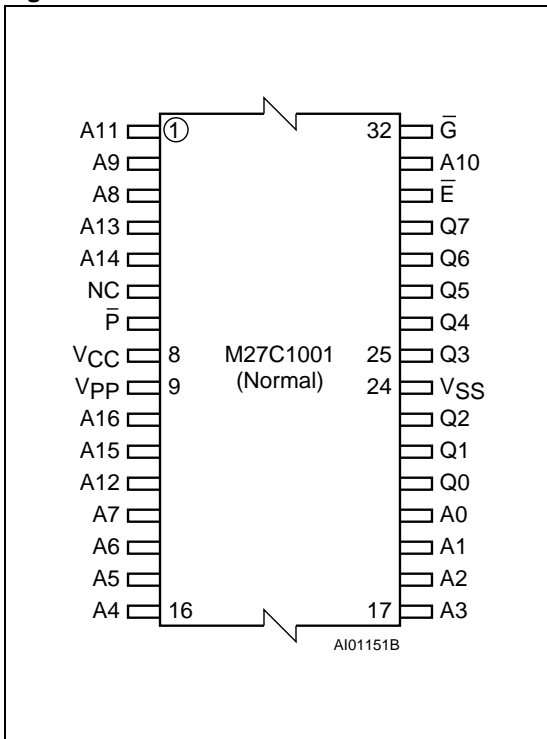 A11 1 32 G̅
A9 A10
A8 E̅
A13 Q7
A14 Q6
NC Q5
P̅ Q4
VCC 8 M27C1001 25 Q3
VPP 9 (Normal) 24 VSS
A16 Q2
A15 Q1
A12 Q0
A7 A0
A6 A1
A5 A2
A4 16 17 A3
AI01151B